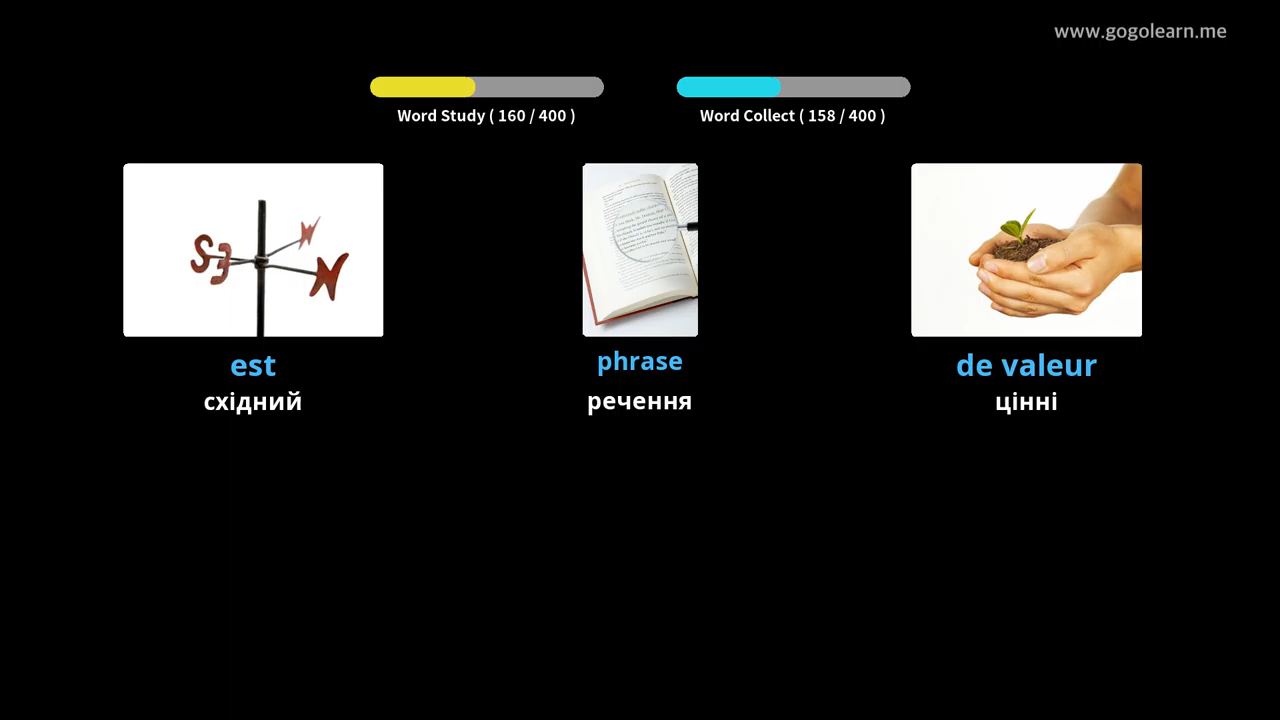 www.gogolearn.me
Word Study ( 160 / 400 )
Word Collect ( 158 / 400 )
est
phrase
de valeur
східний
речення
цінні